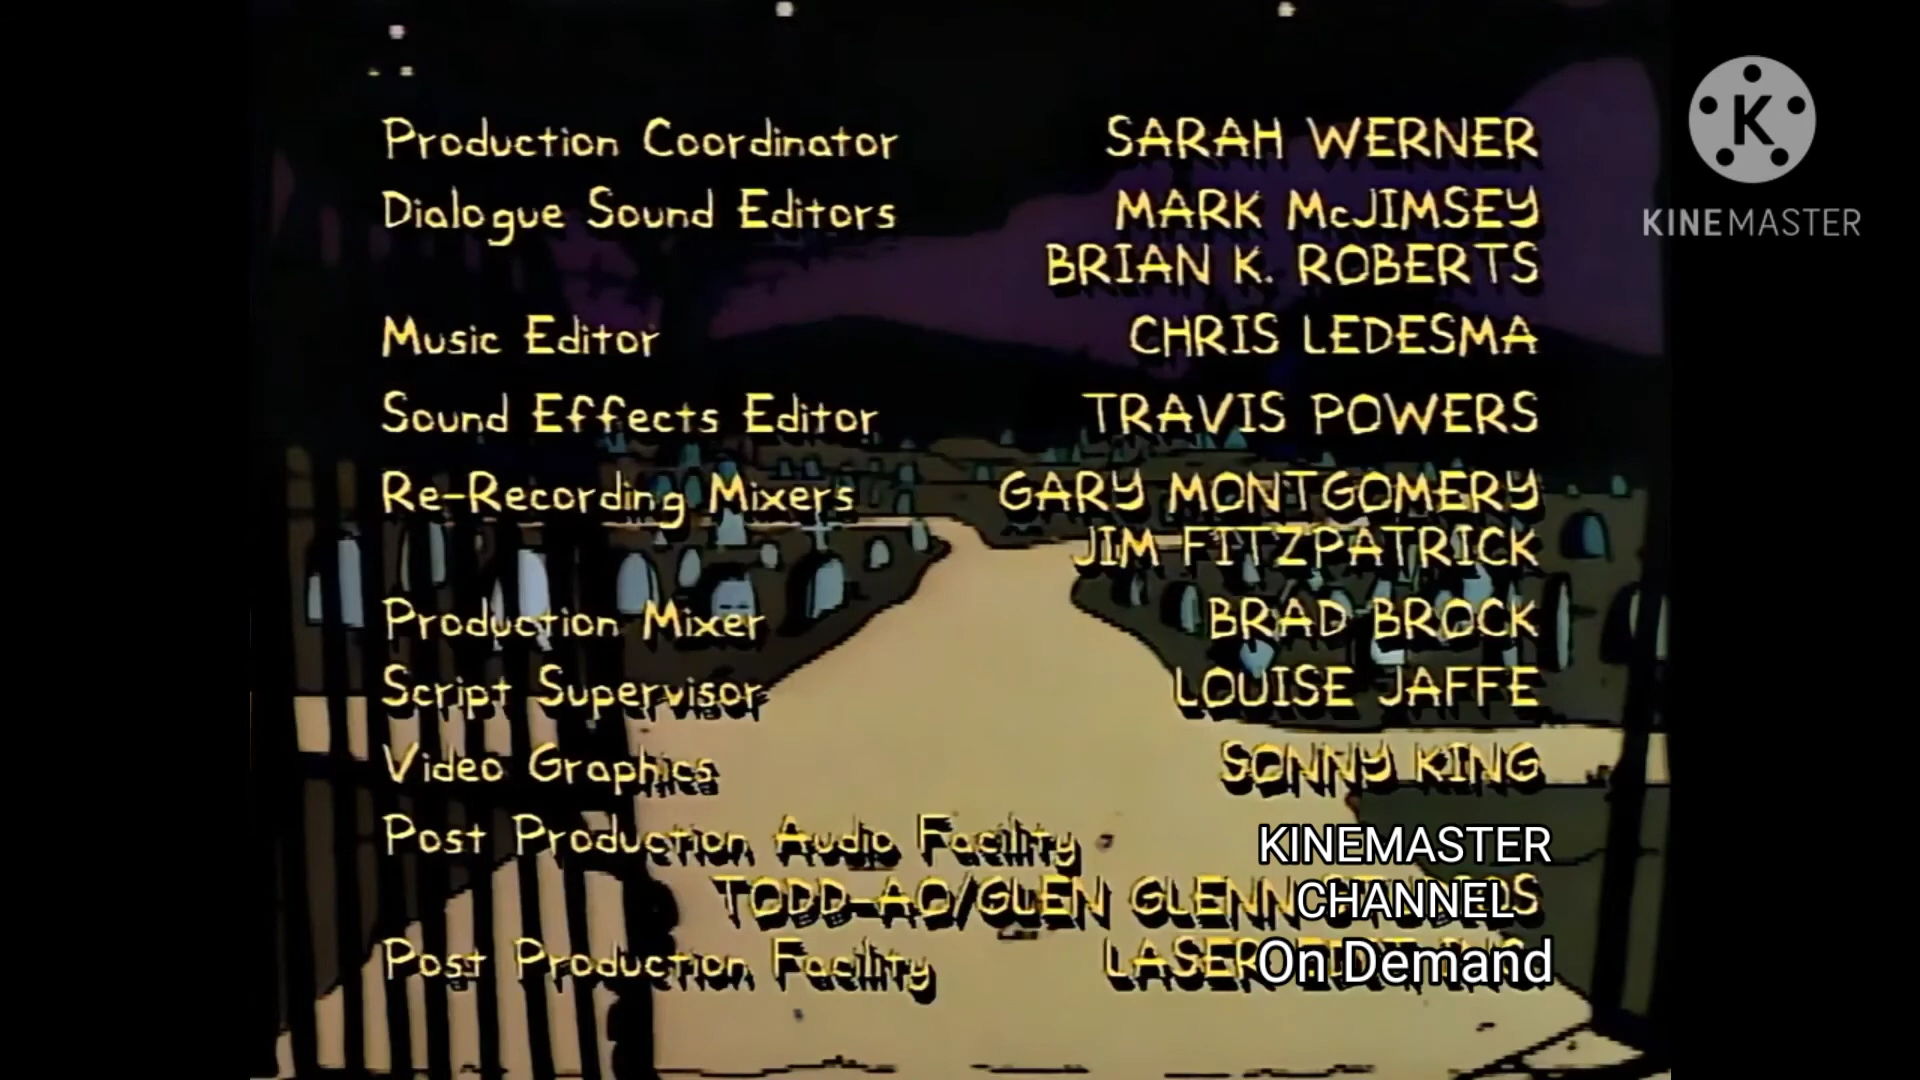 Production Coordinator SARAH WERNER
Dialogue Sound Editors MARK McJIMSEY
BRIAN K. ROBERTS
Music Editor CHRIS LEDESMA
Sound Effects Editor TRAVIS POWERS
Re-Recording Mixers GARY MONTGOMERY
JIM FITZPATRICK
Production Mixer BRAD BROCK
Script Supervisor LOUISE JAFFE
Video Graphics SONNY KING
Post Production Audio Facility
TODD-AO/GLEN GLENN
Post Production Facility LASER
K
KINEMASTER
KINEMASTER
CHANNEL
On Demand